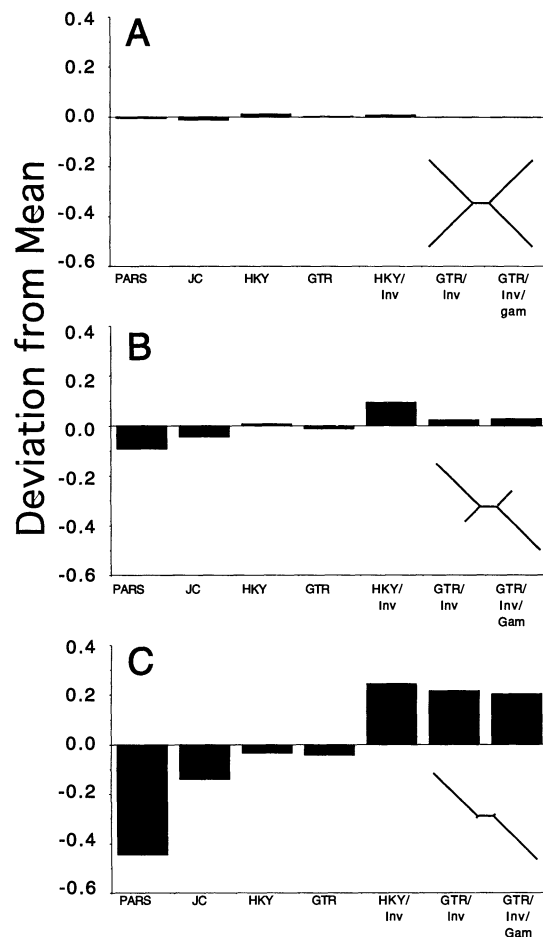 Deviation from Mean
A
0.4
0.2
0.0
-0.2
-0.4
-0.6
PARS JC HKY GTR HKY/ GTR/ GTR/
Inv Inv Inv/
gam
B
0.4
0.2
0.0
-0.2
-0.4
-0.6
PARS JC HKY GTR HKY/ GTR/ GTR/
Inv Inv Inv/
Gam
C
0.4
0.2
0.0
-0.2
-0.4
-0.6
PARS JC HKY GTR HKY/ GTR/ GTR/
Inv Inv Inv/
Gam